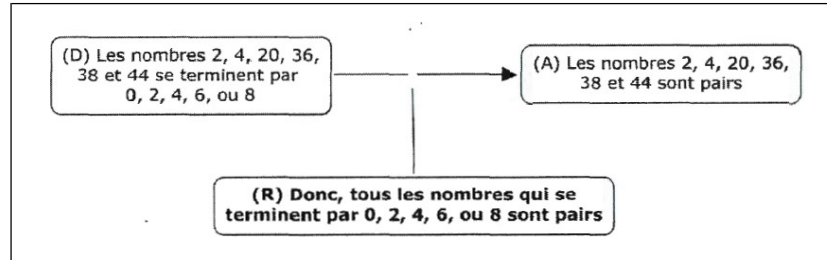 (D) Les nombres 2, 4, 20, 36,
38 et 44 se terminent par
0, 2, 4, 6, ou 8
(A) Les nombres 2, 4, 20, 36,
38 et 44 sont pairs
(R) Donc, tous les nombres qui se
terminent par 0, 2, 4, 6, ou 8 sont pairs